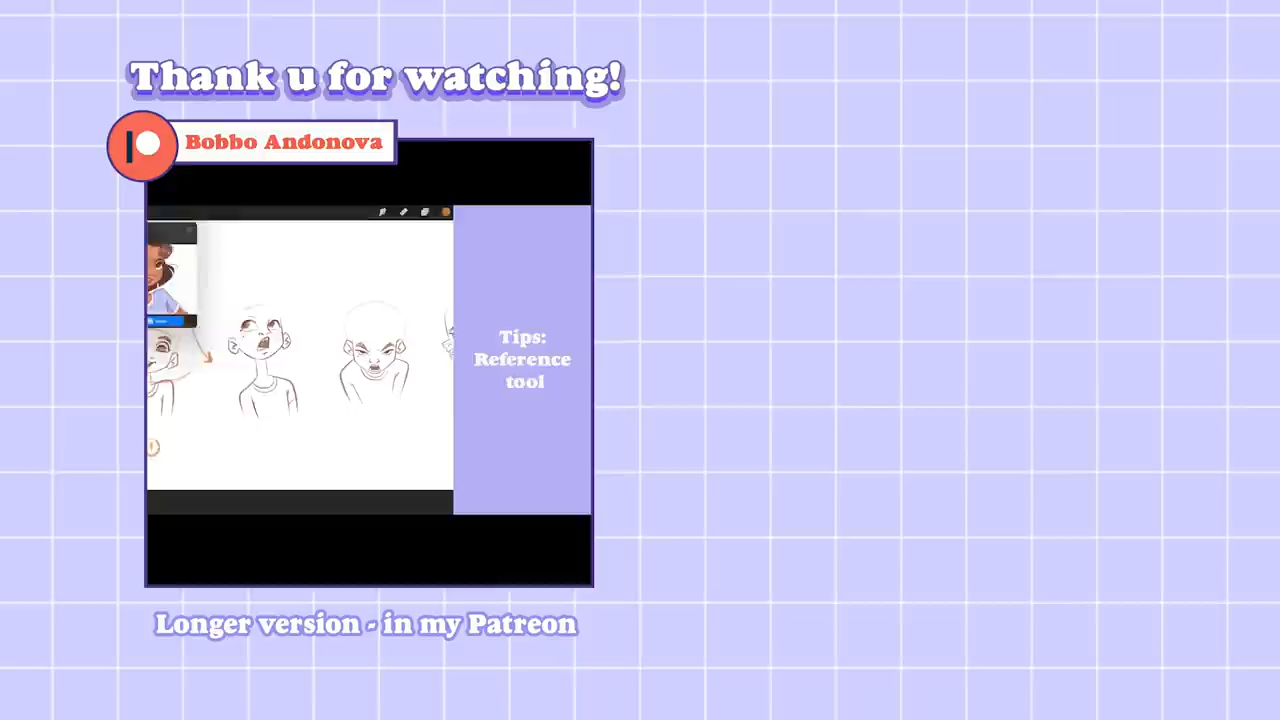 Thank u for watching!
Bobbo Andonova
Tips:
Reference
tool
Longer version - in my Patreon